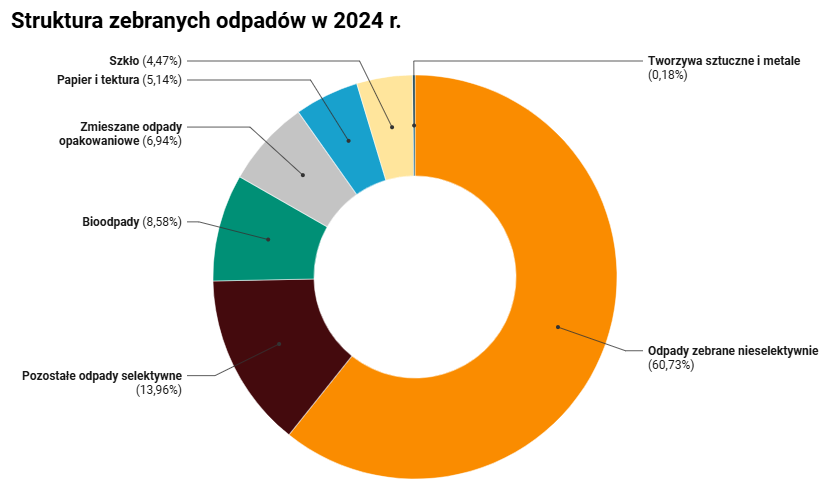 Struktura zebranych odpadów w 2024 r.
Szkło (4,47%)
Papier i tektura (5,14%)
Zmieszane odpady
opakowaniowe (6,94%)
Bioodpady (8,58%)
Pozostałe odpady selektywne
(13,96%)
Tworzywa sztuczne i metale
(0,18%)
Odpady zebrane nieselektywnie
(60,73%)